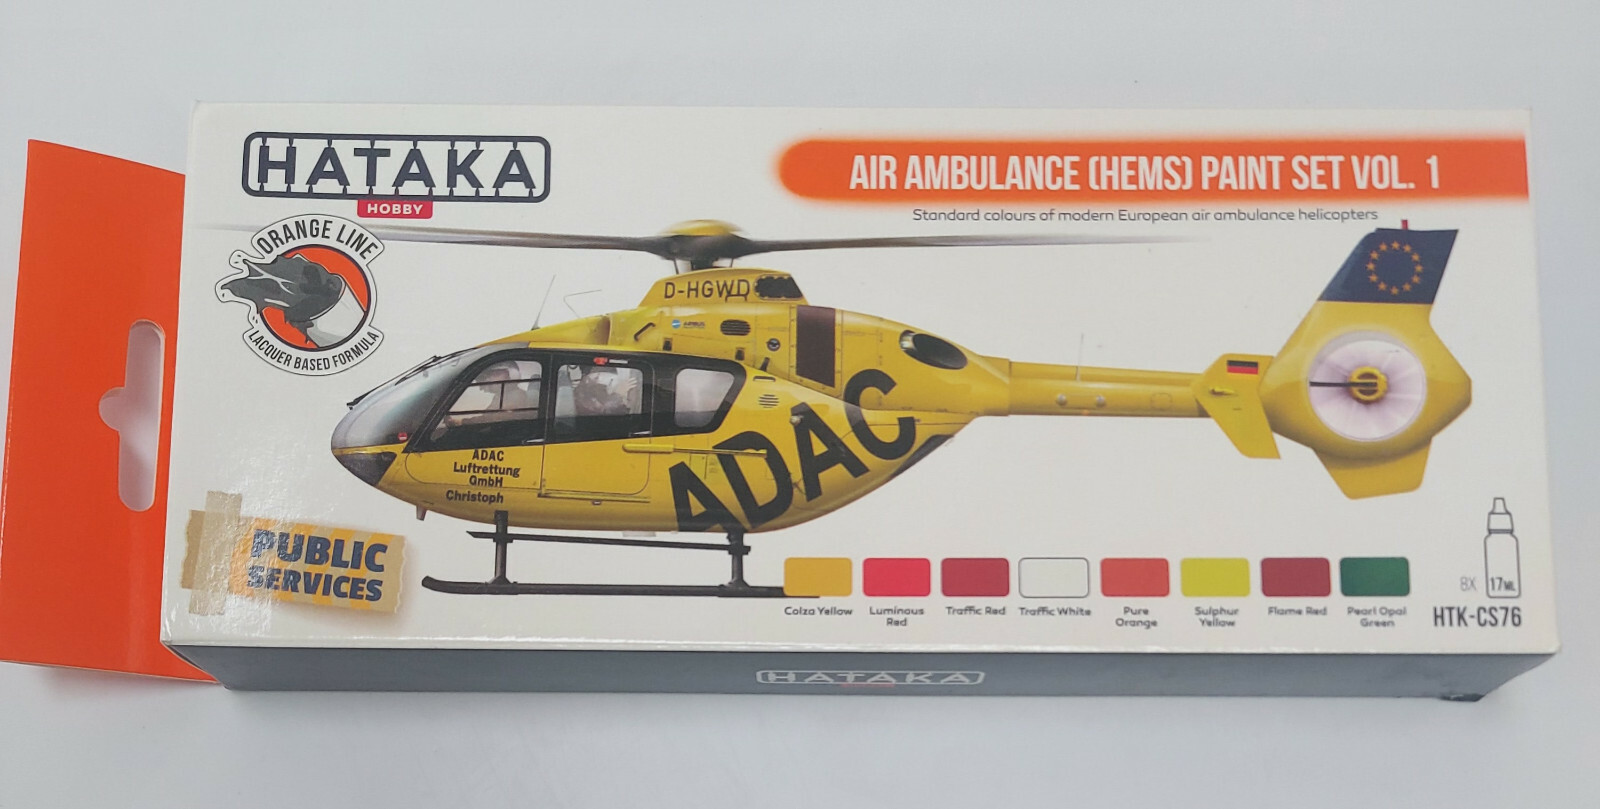 HATAKA
HOBBY
AIR AMBULANCE (HEMS) PAINT SET VOL. 1
Standard colours of modern European air ambulance helicopters
ORANGE LINE
LACQUER BASED FORMULA
D-HGWD
AIRBUS
ADAC
ADAC
Luftrettung
GmbH
Christoph
PUBLIC
SERVICES
Colza Yellow
Luminous
Red
Traffic Red
Traffic White
Pure
Orange
Sulphur
Yellow
Flame Red
Pearl Opal
Green
8X
17ML
HTK-CS76
HATAKA